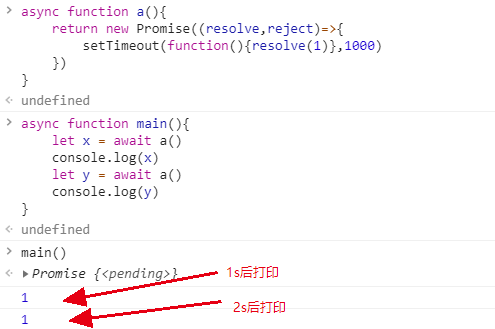 async function a(){
return new Promise((resolve,reject)=>{
setTimeout(function(){resolve(1)},1000)
})
}
undefined
async function main(){
let x = await a()
console.log(x)
let y = await a()
console.log(y)
}
undefined
main()
Promise {<pending>}
1s后打印
1
2s后打印
1